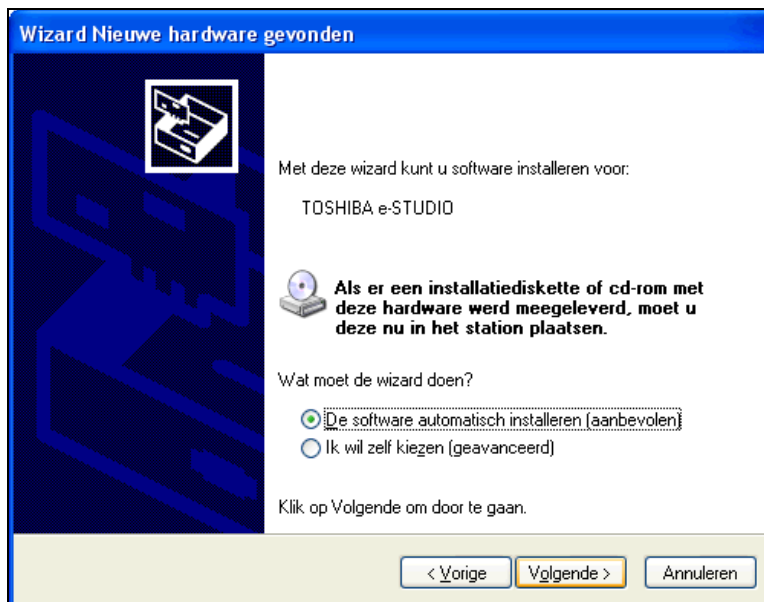 Wizard Nieuwe hardware gevonden
Met deze wizard kunt u software installeren voor:
TOSHIBA e-STUDIO
Als er een installatiediskette of cd-rom met
deze hardware werd meegeleverd, moet u
deze nu in het station plaatsen.
Wat moet de wizard doen?
De software automatisch installeren (aanbevolen)
Ik wil zelf kiezen (geavanceerd)
Klik op Volgende om door te gaan.
< Vorige
Volgende >
Annuleren